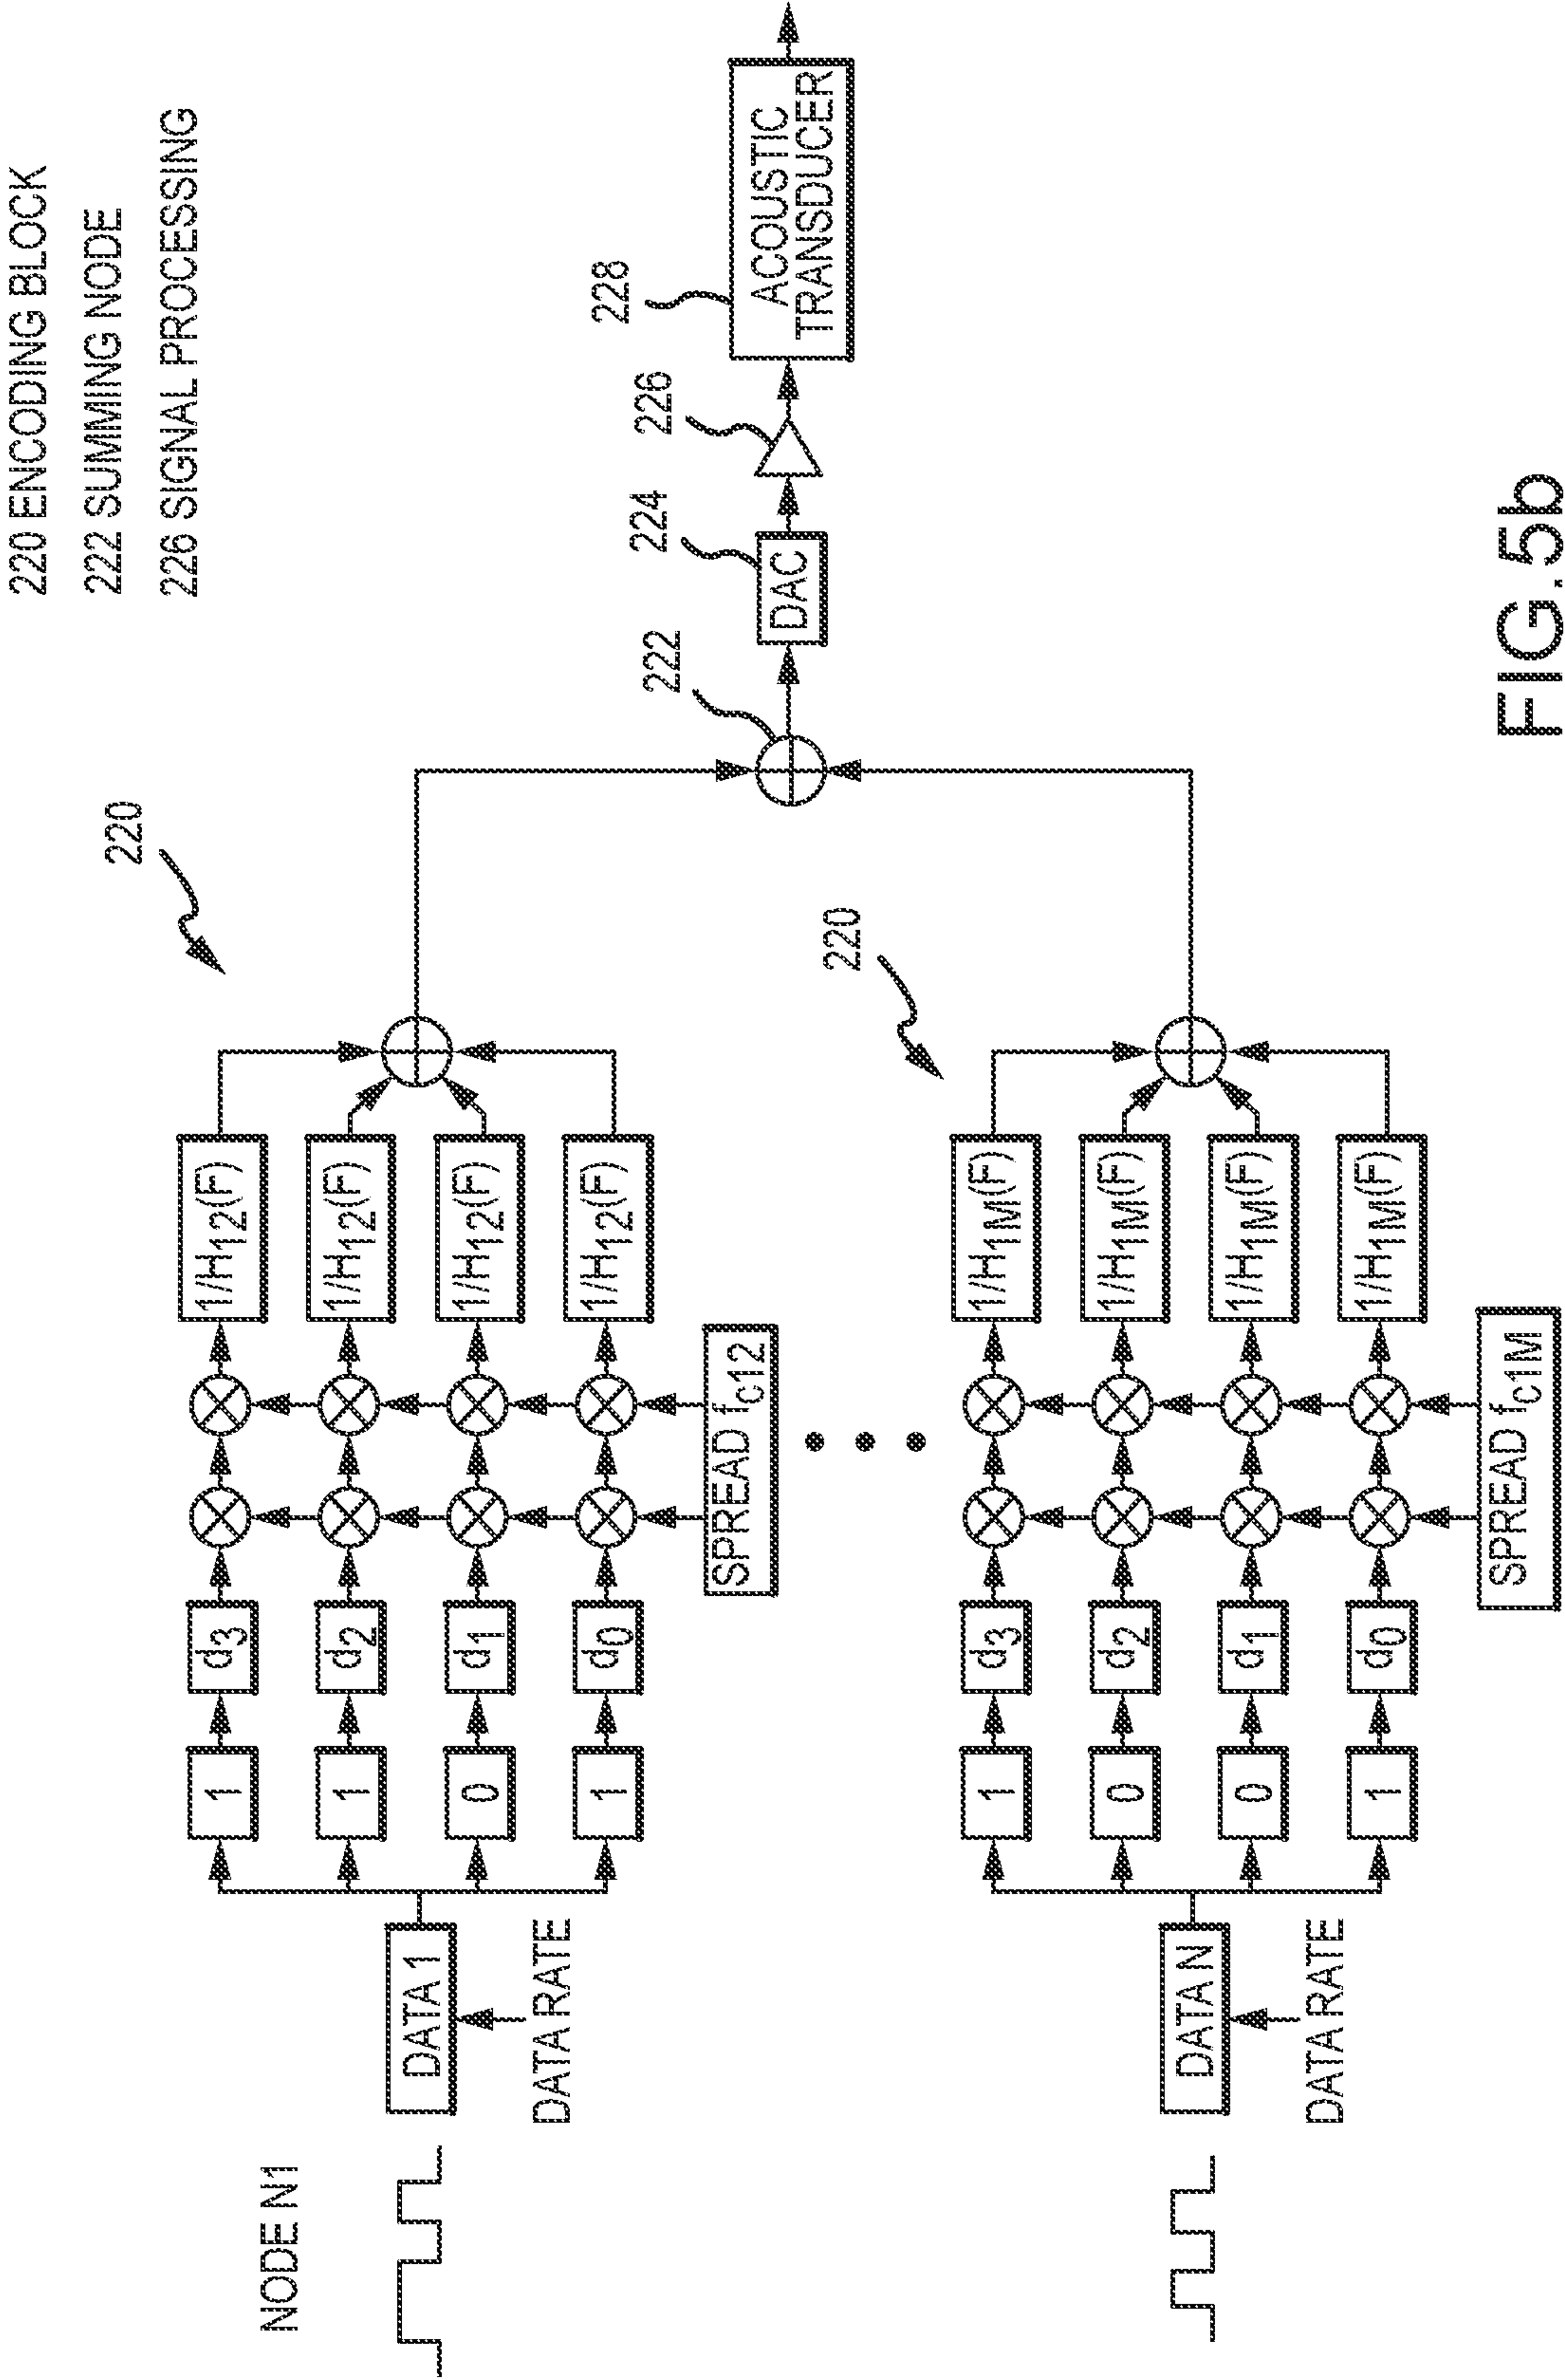 220 ENCODING BLOCK
222 SUMMING NODE
226 SIGNAL PROCESSING
NODE N1
DATA 1
DATA RATE
1
1
0
1
d3
d2
d1
d0
SPREAD fc12
1/H12(F)
1/H12(F)
1/H12(F)
1/H12(F)
220
DATA N
DATA RATE
1
0
0
1
d3
d2
d1
d0
SPREAD fc1M
1/H1M(F)
1/H1M(F)
1/H1M(F)
1/H1M(F)
220
222
224
DAC
226
228
ACOUSTIC
TRANSDUCER
FIG.5b